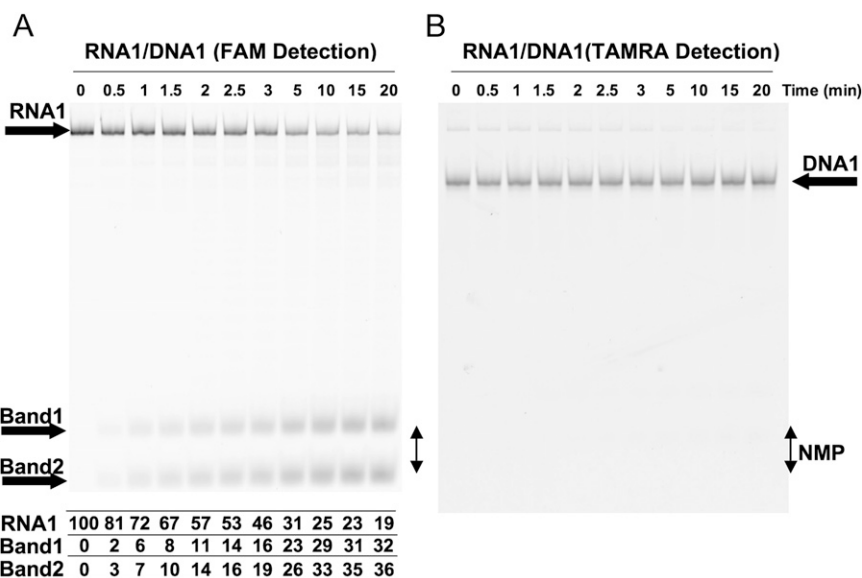 A
RNA1/DNA1 (FAM Detection)
0 0.5 1 1.5 2 2.5 3 5 10 15 20
RNA1
Band1
Band2
RNA1 100 81 72 67 57 53 46 31 25 23 19
Band1 0 2 6 8 11 14 16 23 29 31 32
Band2 0 3 7 10 14 16 19 26 33 35 36
B
RNA1/DNA1(TAMRA Detection)
0 0.5 1 1.5 2 2.5 3 5 10 15 20 Time (min)
DNA1
NMP